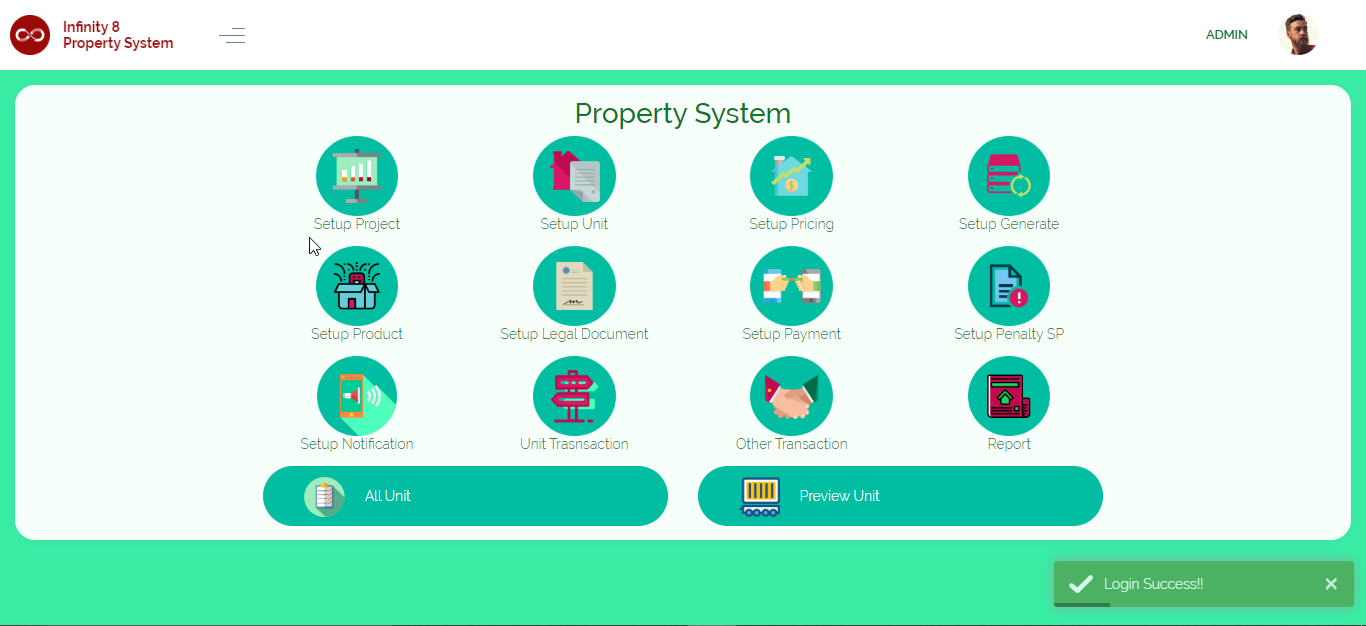 Infinity 8
Property System
ADMIN
Property System
Setup Project
Setup Unit
Setup Pricing
Setup Generate
Setup Product
Setup Legal Document
Setup Payment
Setup Penalty SP
Setup Notification
Unit Trasnsaction
Other Transaction
Report
All Unit
Preview Unit
Login Success!!